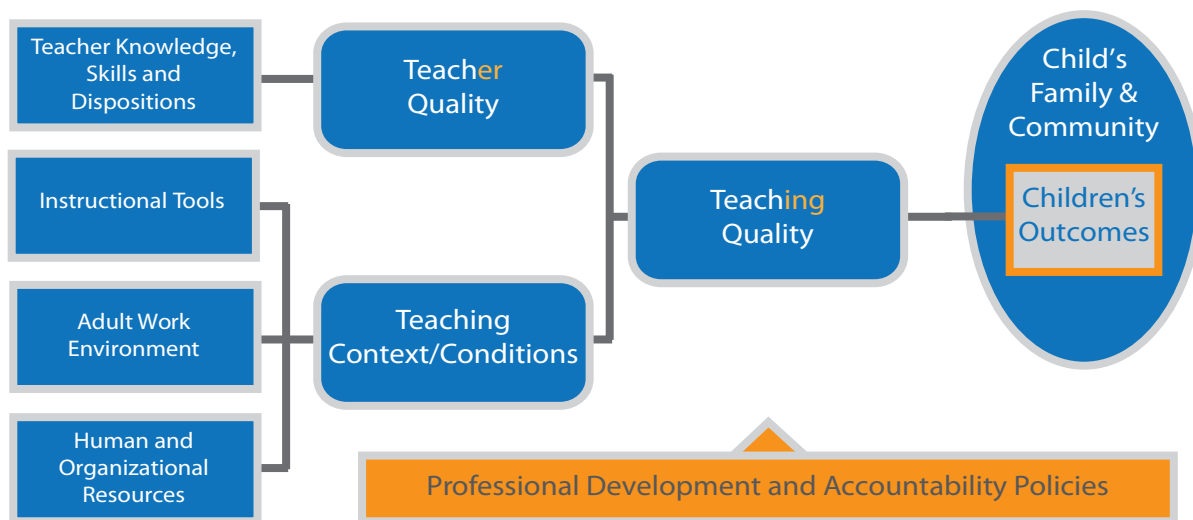 Teacher Knowledge,
Skills and
Dispositions
Instructional Tools
Adult Work
Environment
Human and
Organizational
Resources
Teacher
Quality
Teaching
Context/Conditions
Teaching
Quality
Child's
Family &
Community
Children's
Outcomes
Professional Development and Accountability Policies